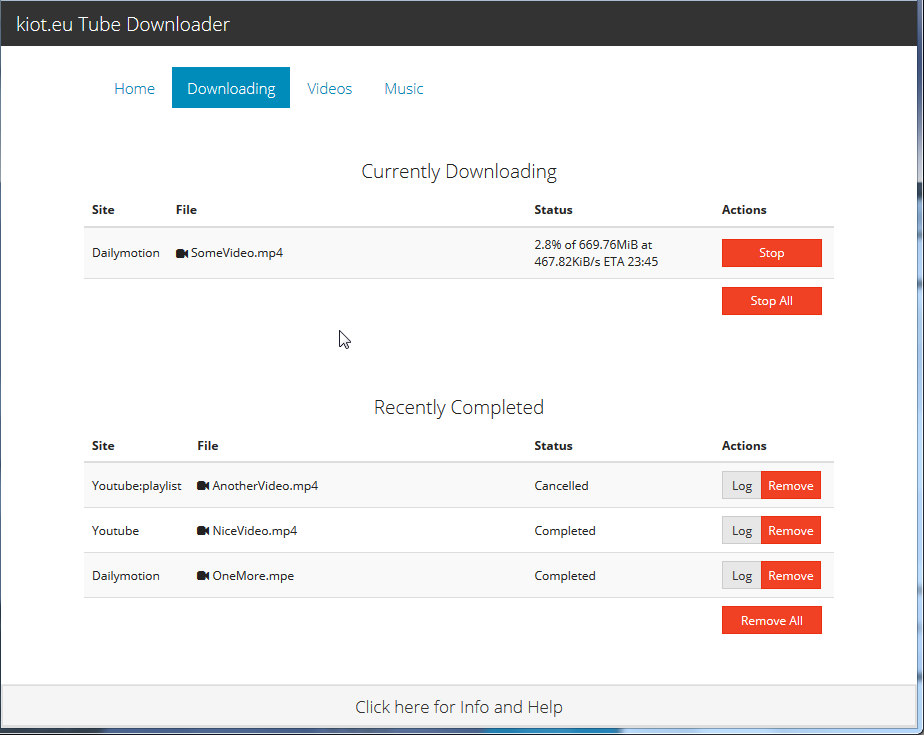 kiot.eu Tube Downloader
Home Downloading Videos Music
Currently Downloading
Site File Status Actions
Dailymotion SomeVideo.mp4 2.8% of 669.76MiB at
467.82KiB/s ETA 23:45 Stop
Stop All
Recently Completed
Site File Status Actions
Youtube:playlist AnotherVideo.mp4 Cancelled Log Remove
Youtube NiceVideo.mp4 Completed Log Remove
Dailymotion OneMore.mpe Completed Log Remove
Remove All
Click here for Info and Help